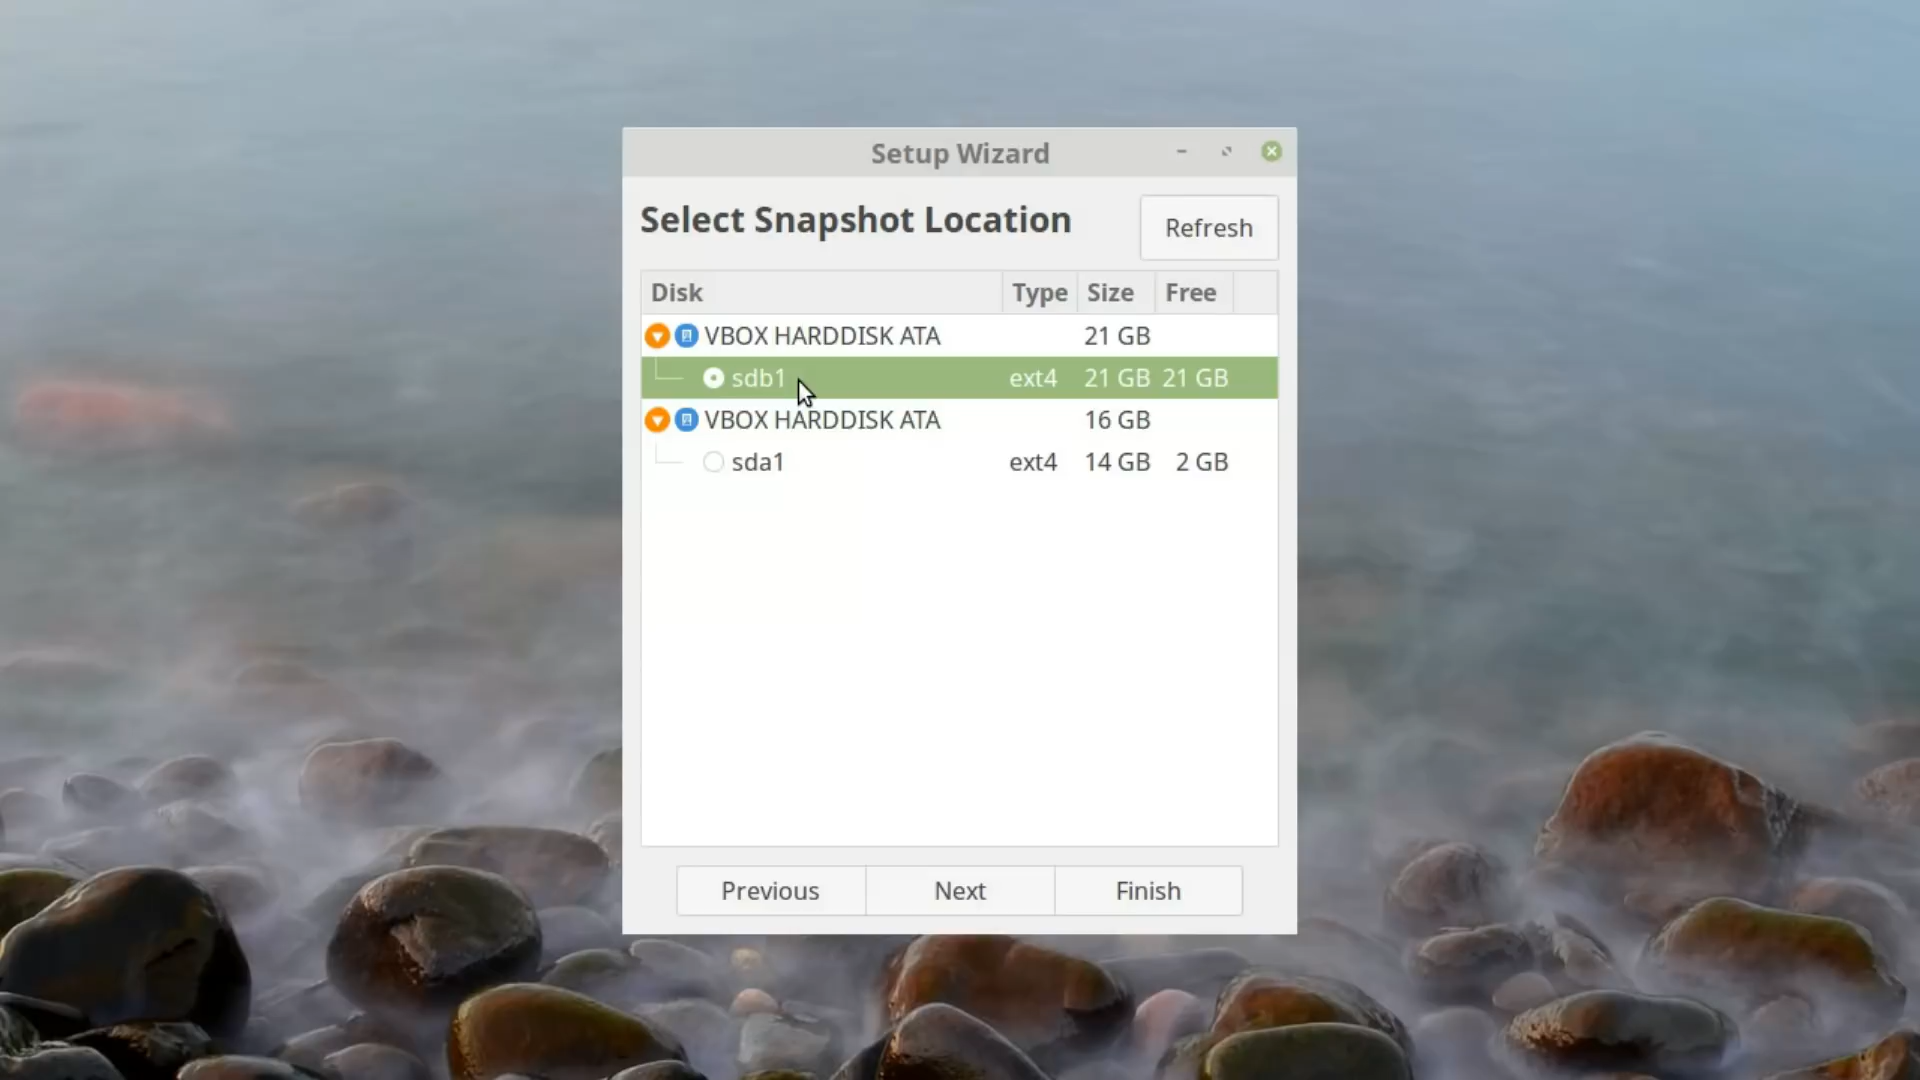 Setup Wizard
Select Snapshot Location
Refresh
Disk Type Size Free
VBOX HARDDISK ATA 21 GB
sdb1 ext4 21 GB 21 GB
VBOX HARDDISK ATA 16 GB
sda1 ext4 14 GB 2 GB
Previous Next Finish